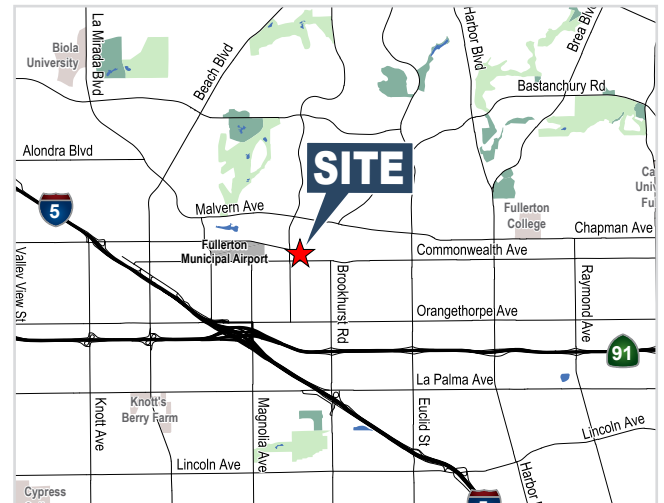 La Mirada Blvd
Biola
University
Beach Blvd
Harbor Blvd
Brea Blvd
Bastanchury Rd
Alondra Blvd
SITE
5
Malvern Ave
Fullerton
College
Chapman Ave
Fullerton
Municipal Airport
Commonwealth Ave
Valley View St
Brookhurst Rd
Raymond Ave
Orangethorpe Ave
91
La Palma Ave
Knott's
Berry Farm
Knott Ave
Magnolia Ave
Euclid St
Lincoln Ave
Lincoln Ave
Harbor
Cypress